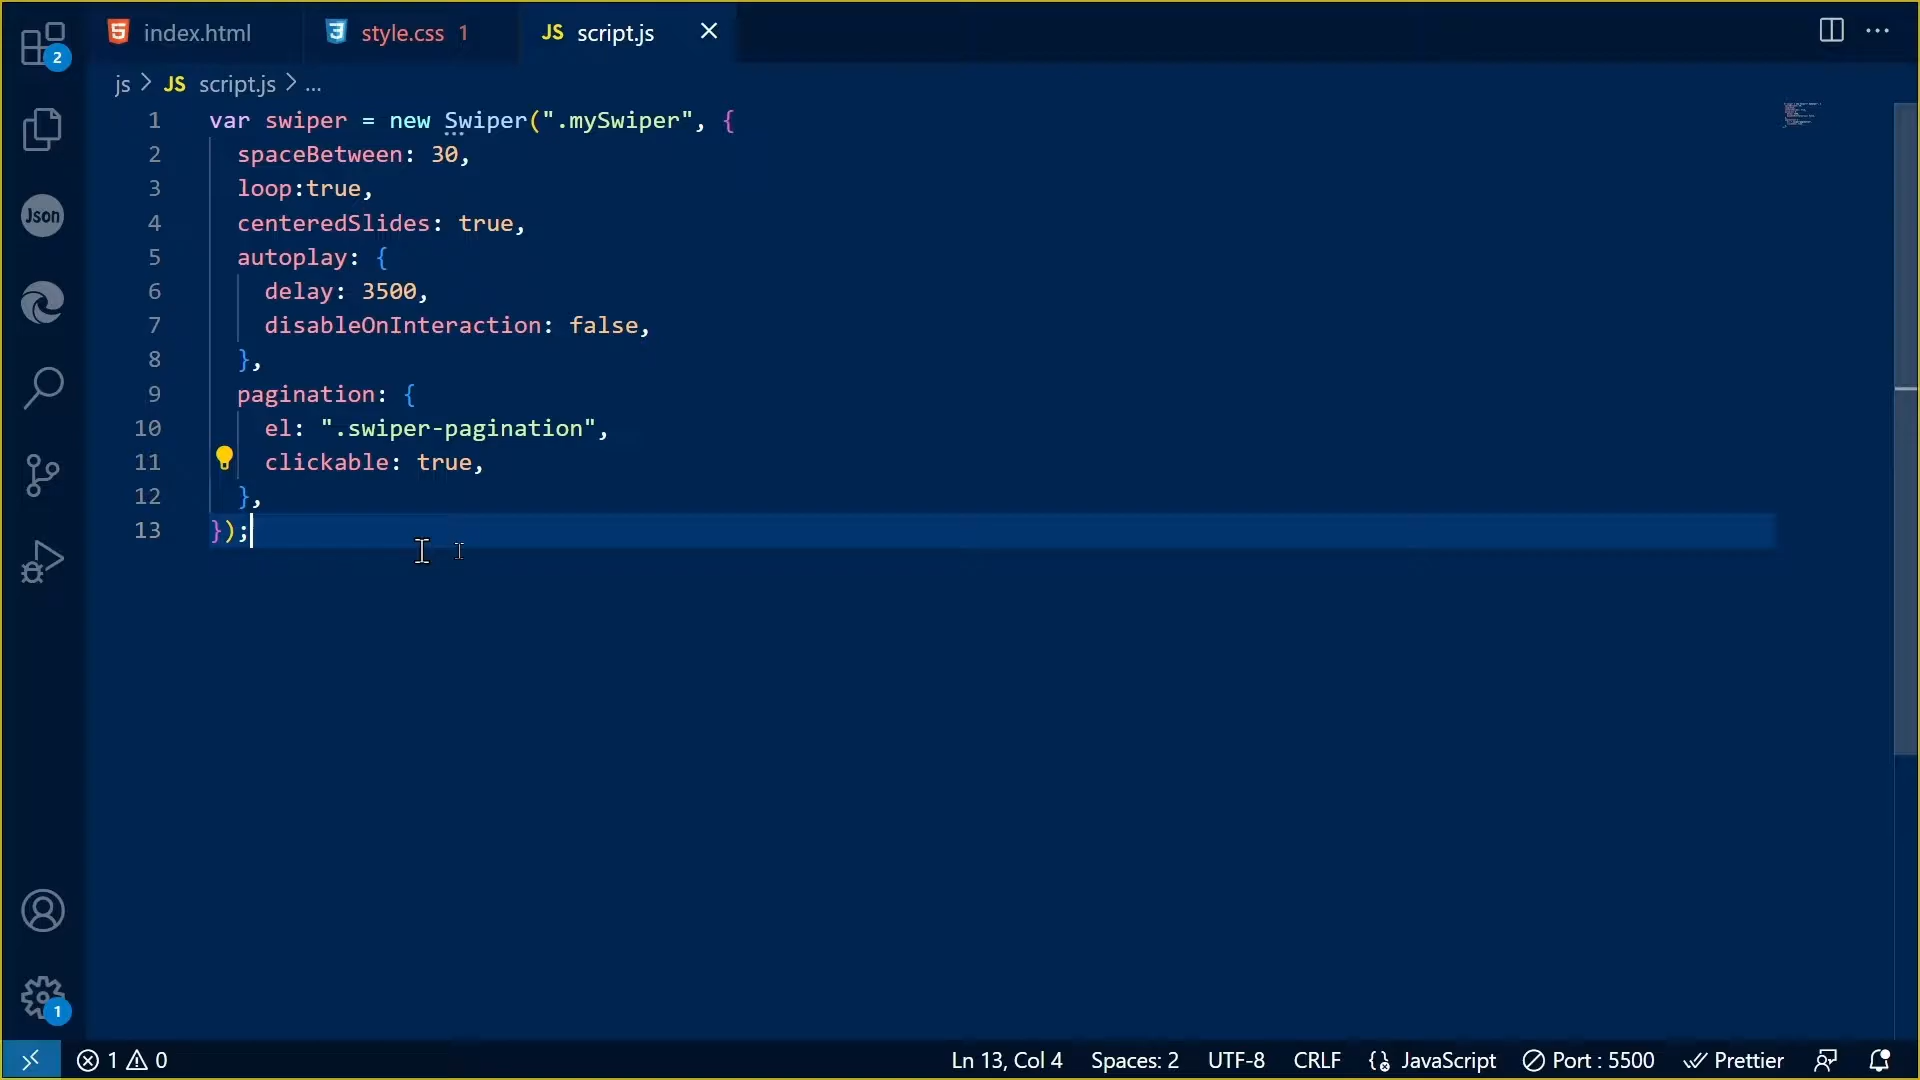 index.html
style.css 1
JS script.js
js > JS script.js > ...
1 var swiper = new Swiper(".mySwiper", {
2   spaceBetween: 30,
3   loop:true,
4   centeredSlides: true,
5   autoplay: {
6     delay: 3500,
7     disableOnInteraction: false,
8   },
9   pagination: {
10     el: ".swiper-pagination",
11     clickable: true,
12   },
13 });
2
Json
1
1 0 Ln 13, Col 4 Spaces: 2 UTF-8 CRLF {} JavaScript Port : 5500 Prettier